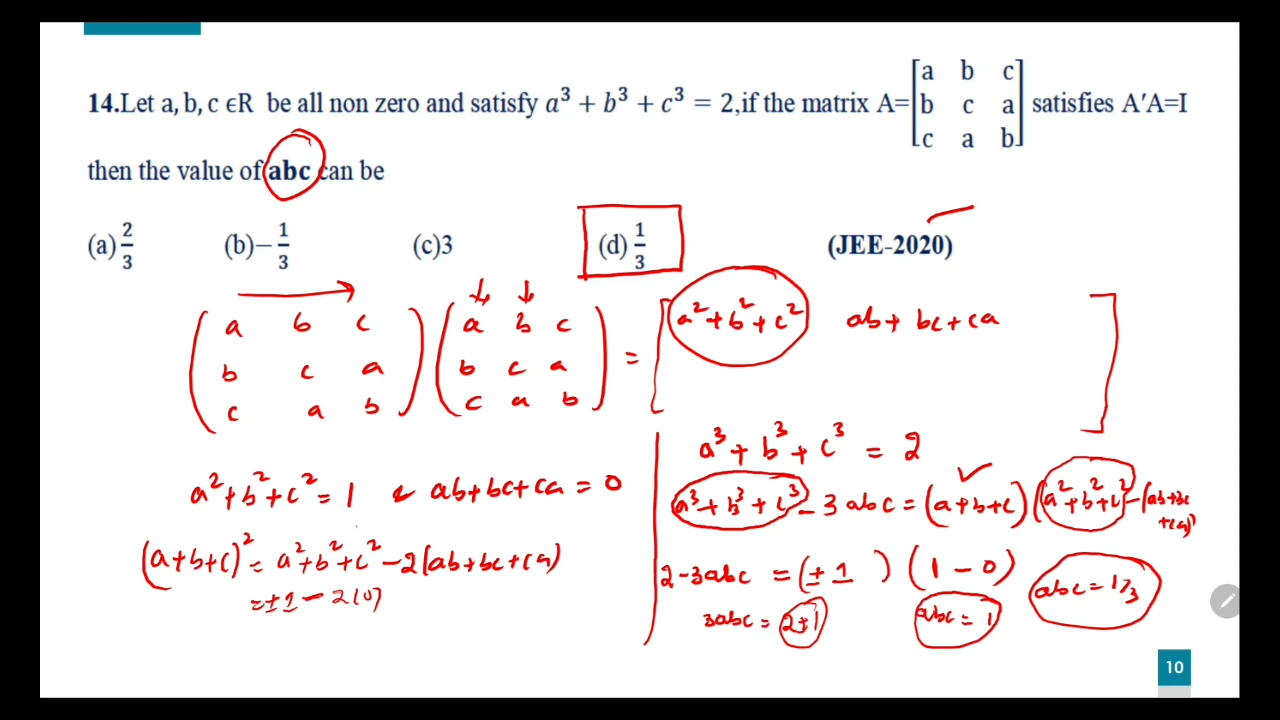 14.Let a, b, c ϵR be all non zero and satisfy a³ + b³ + c³ = 2,if the matrix A=[a b c; b c a; c a b] satisfies A′A=I
then the value of abc can be
(a) 2/3 (b)− 1/3 (c)3 (d) 1/3 (JEE-2020)
(a b c) (a b c) = [a²+b²+c² ab+bc+ca]
b c a b c a
c a b c a b
a²+b²+c² = 1 & ab+bc+ca = 0
(a+b+c)² = a²+b²+c² −2(ab+bc+ca)
= ±1 − 2(0)
a³+b³+c³ = 2
a³+b³+c³ − 3abc = (a+b+c)(a²+b²+c² −(ab+bc
+ca)
2−3abc = (±1 )(1−0)
3abc = 2±1 abc = 1 abc = 1/3
10